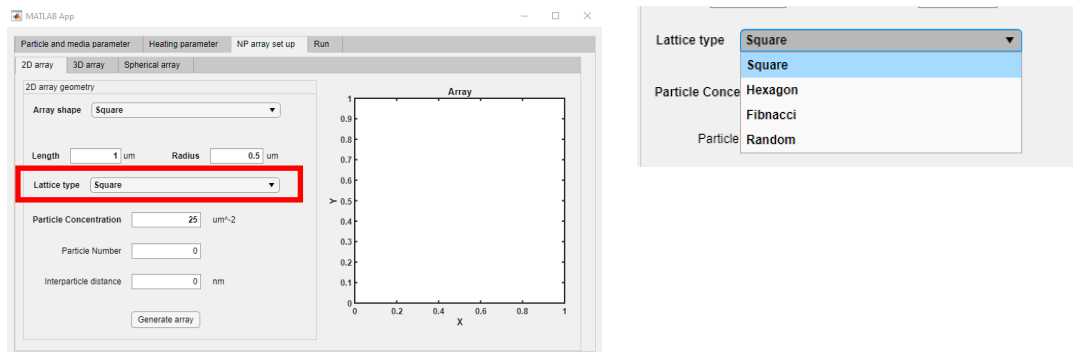 MATLAB App
Particle and media parameter Heating parameter NP array set up Run
2D array 3D array Spherical array
2D array geometry
Array shape Square
Length 1 um Radius 0.5 um
Lattice type Square
Particle Concentration 25 um^-2
Particle Number 0
Interparticle distance 0 nm
Generate array
Array
1
0.9
0.8
0.7
0.6
0.5
0.4
0.3
0.2
0.1
0
Y
0 0.2 0.4 0.6 0.8 1
X
Lattice type Square
Square
Particle Conce Hexagon
Fibnacci
Particle Random